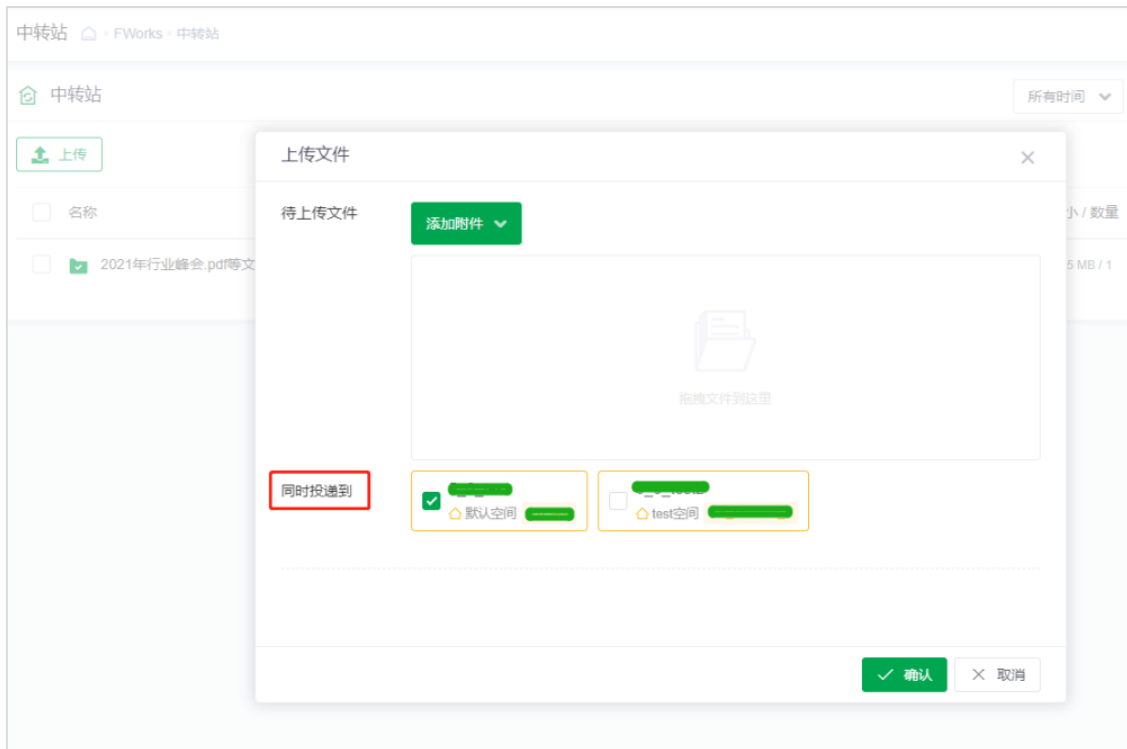 中转站 FWorks 中转站
中转站
所有时间
上传
上传文件
名称
待上传文件
添加附件
小 / 数量
2021年行业峰会.pdf等文
5 MB / 1
拖拽文件到这里
同时投递到
默认空间
test空间
确认
取消